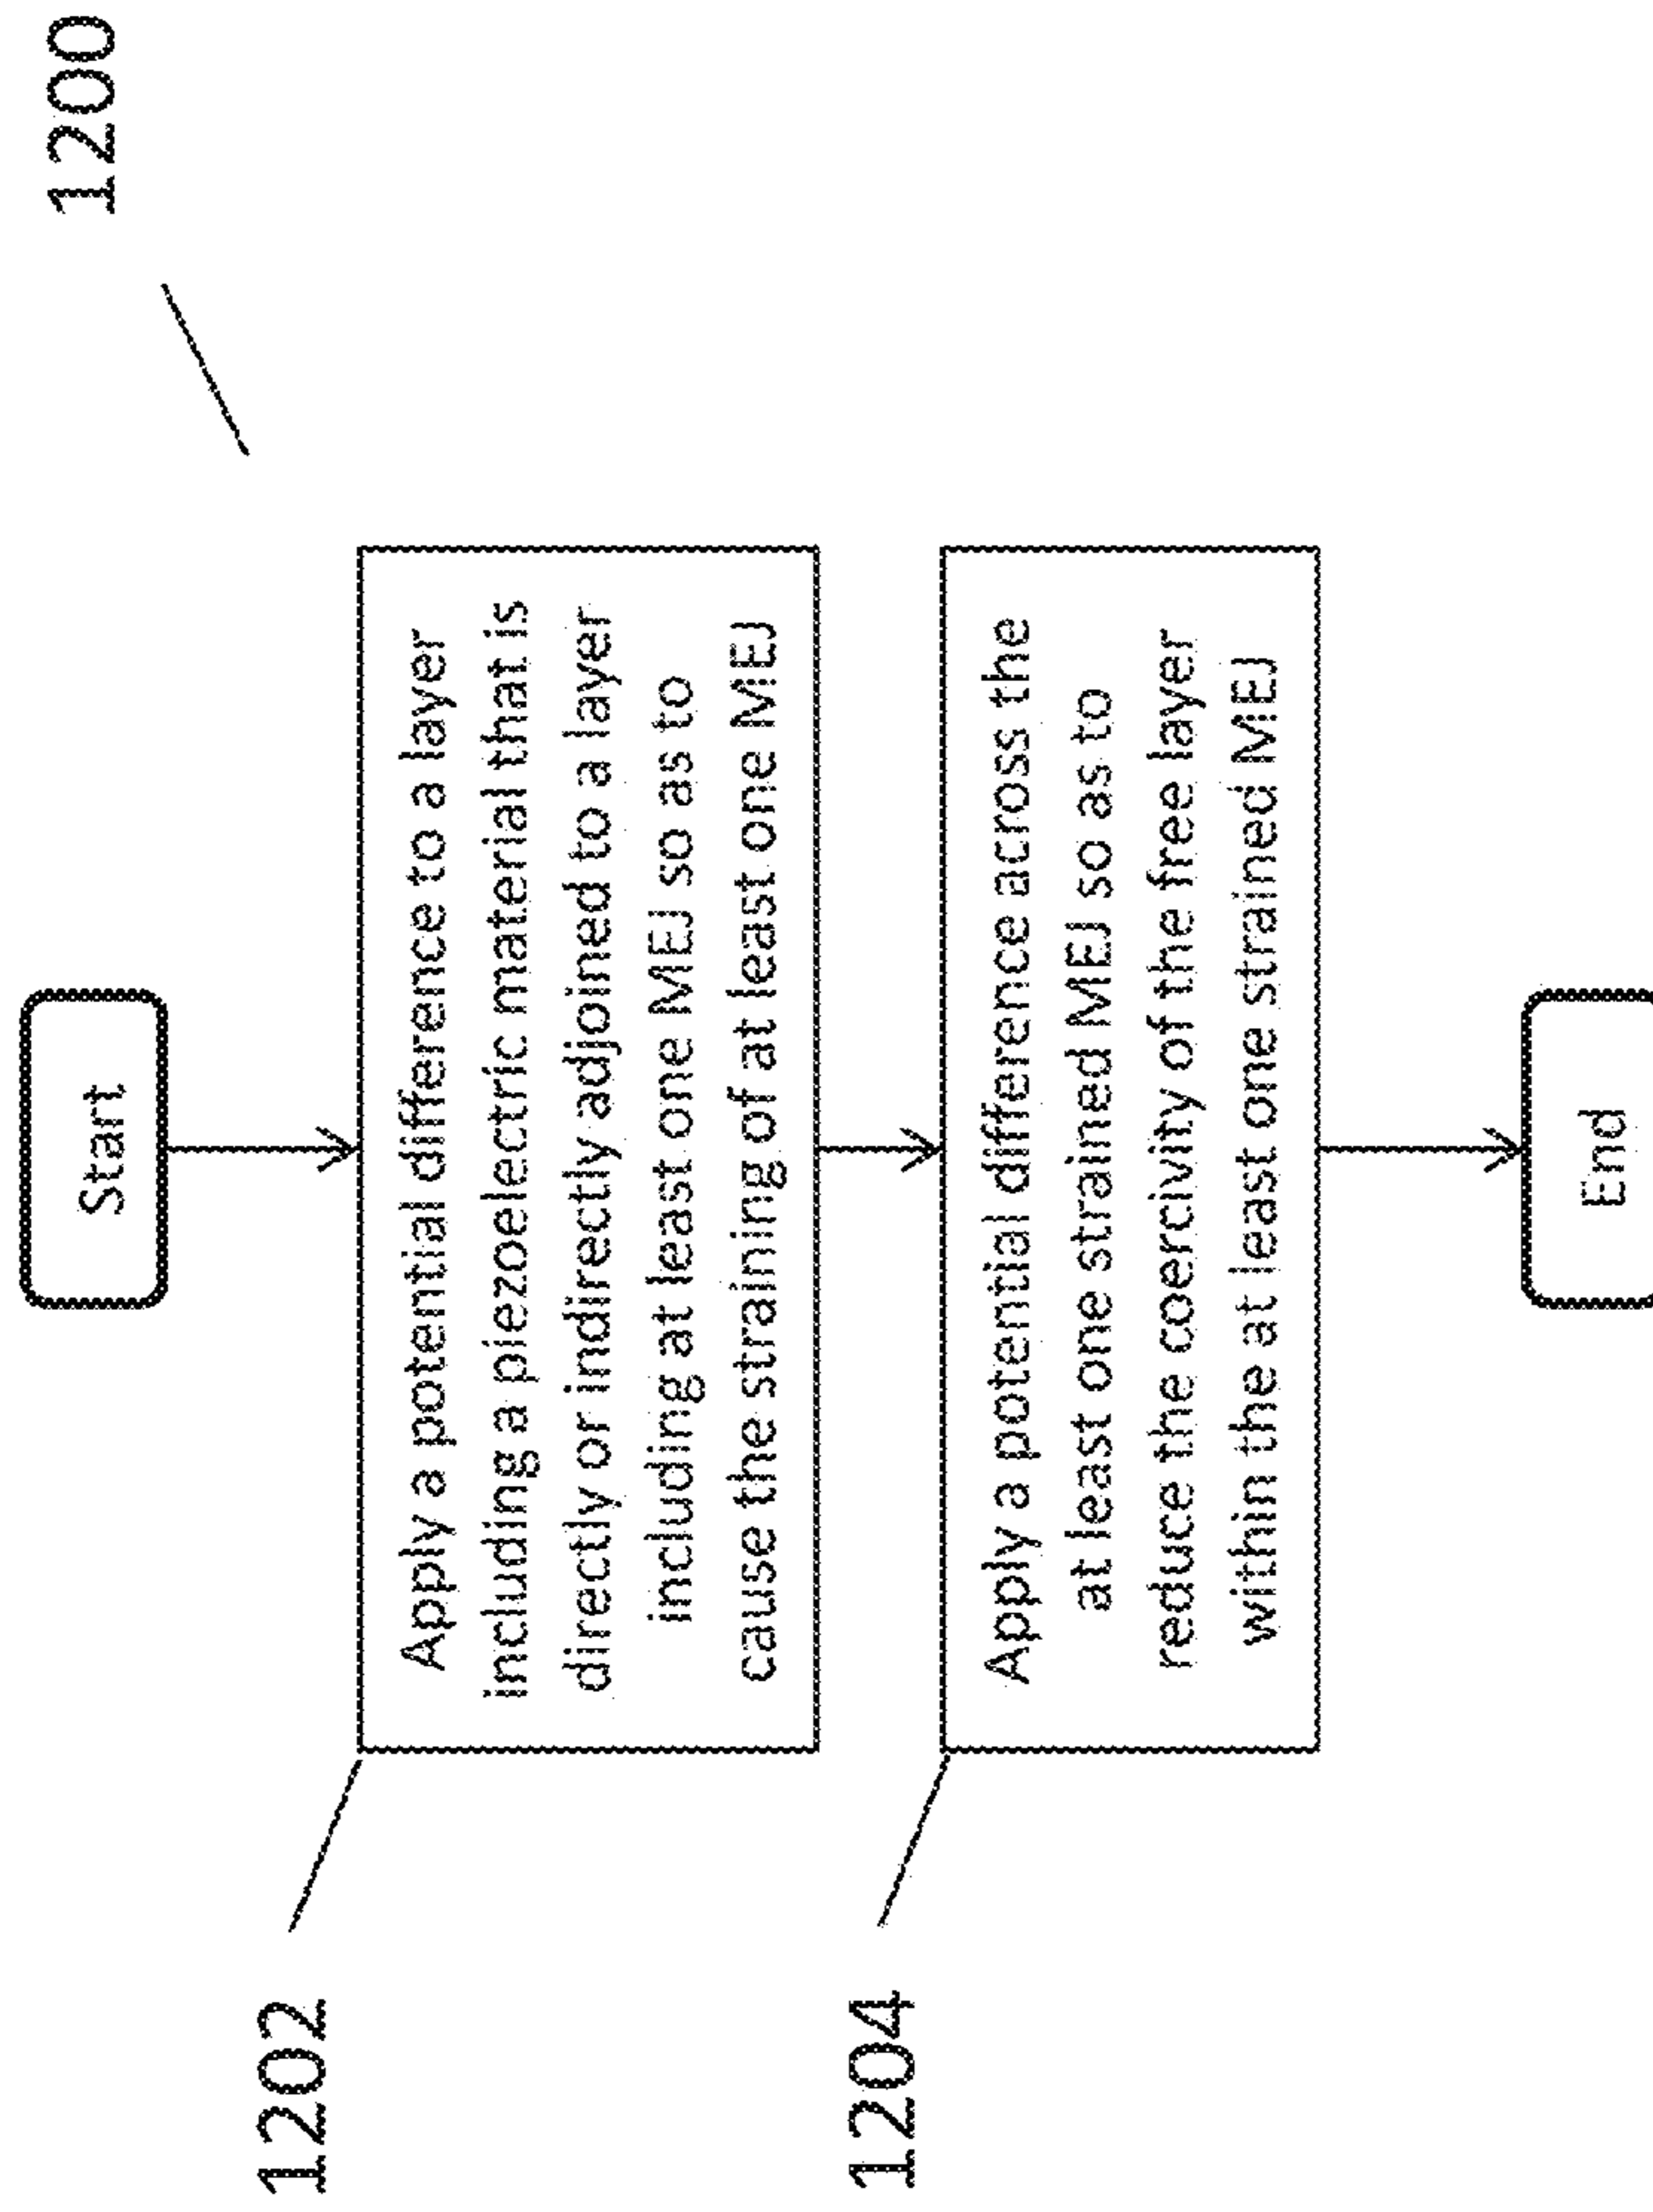 1200
Start
1202
Apply a potential difference to a layer
including a piezoelectric material that is
directly or indirectly adjoined to a layer
including at least one MEJ so as to
cause the straining of at least one MEJ
1204
Apply a potential difference across the
at least one strained MEJ so as to
reduce the coercivity of the free layer
within the at least one strained MEJ
End